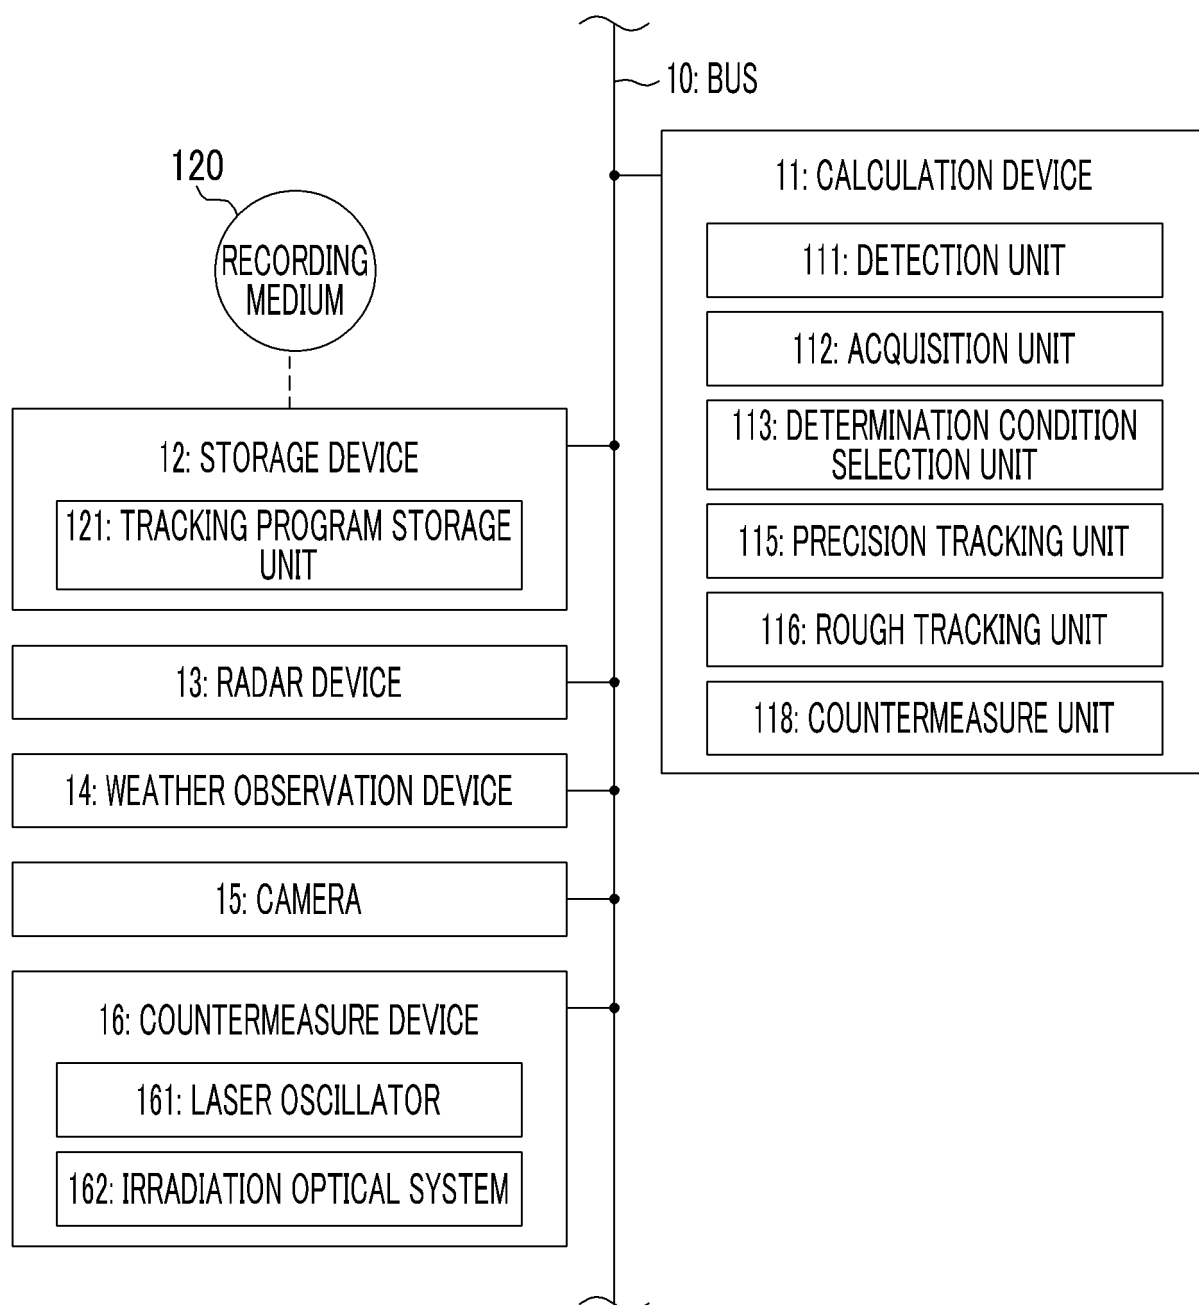 10: BUS
120
RECORDING
MEDIUM
11: CALCULATION DEVICE
111: DETECTION UNIT
112: ACQUISITION UNIT
113: DETERMINATION CONDITION
SELECTION UNIT
115: PRECISION TRACKING UNIT
116: ROUGH TRACKING UNIT
118: COUNTERMEASURE UNIT
12: STORAGE DEVICE
121: TRACKING PROGRAM STORAGE
UNIT
13: RADAR DEVICE
14: WEATHER OBSERVATION DEVICE
15: CAMERA
16: COUNTERMEASURE DEVICE
161: LASER OSCILLATOR
162: IRRADIATION OPTICAL SYSTEM